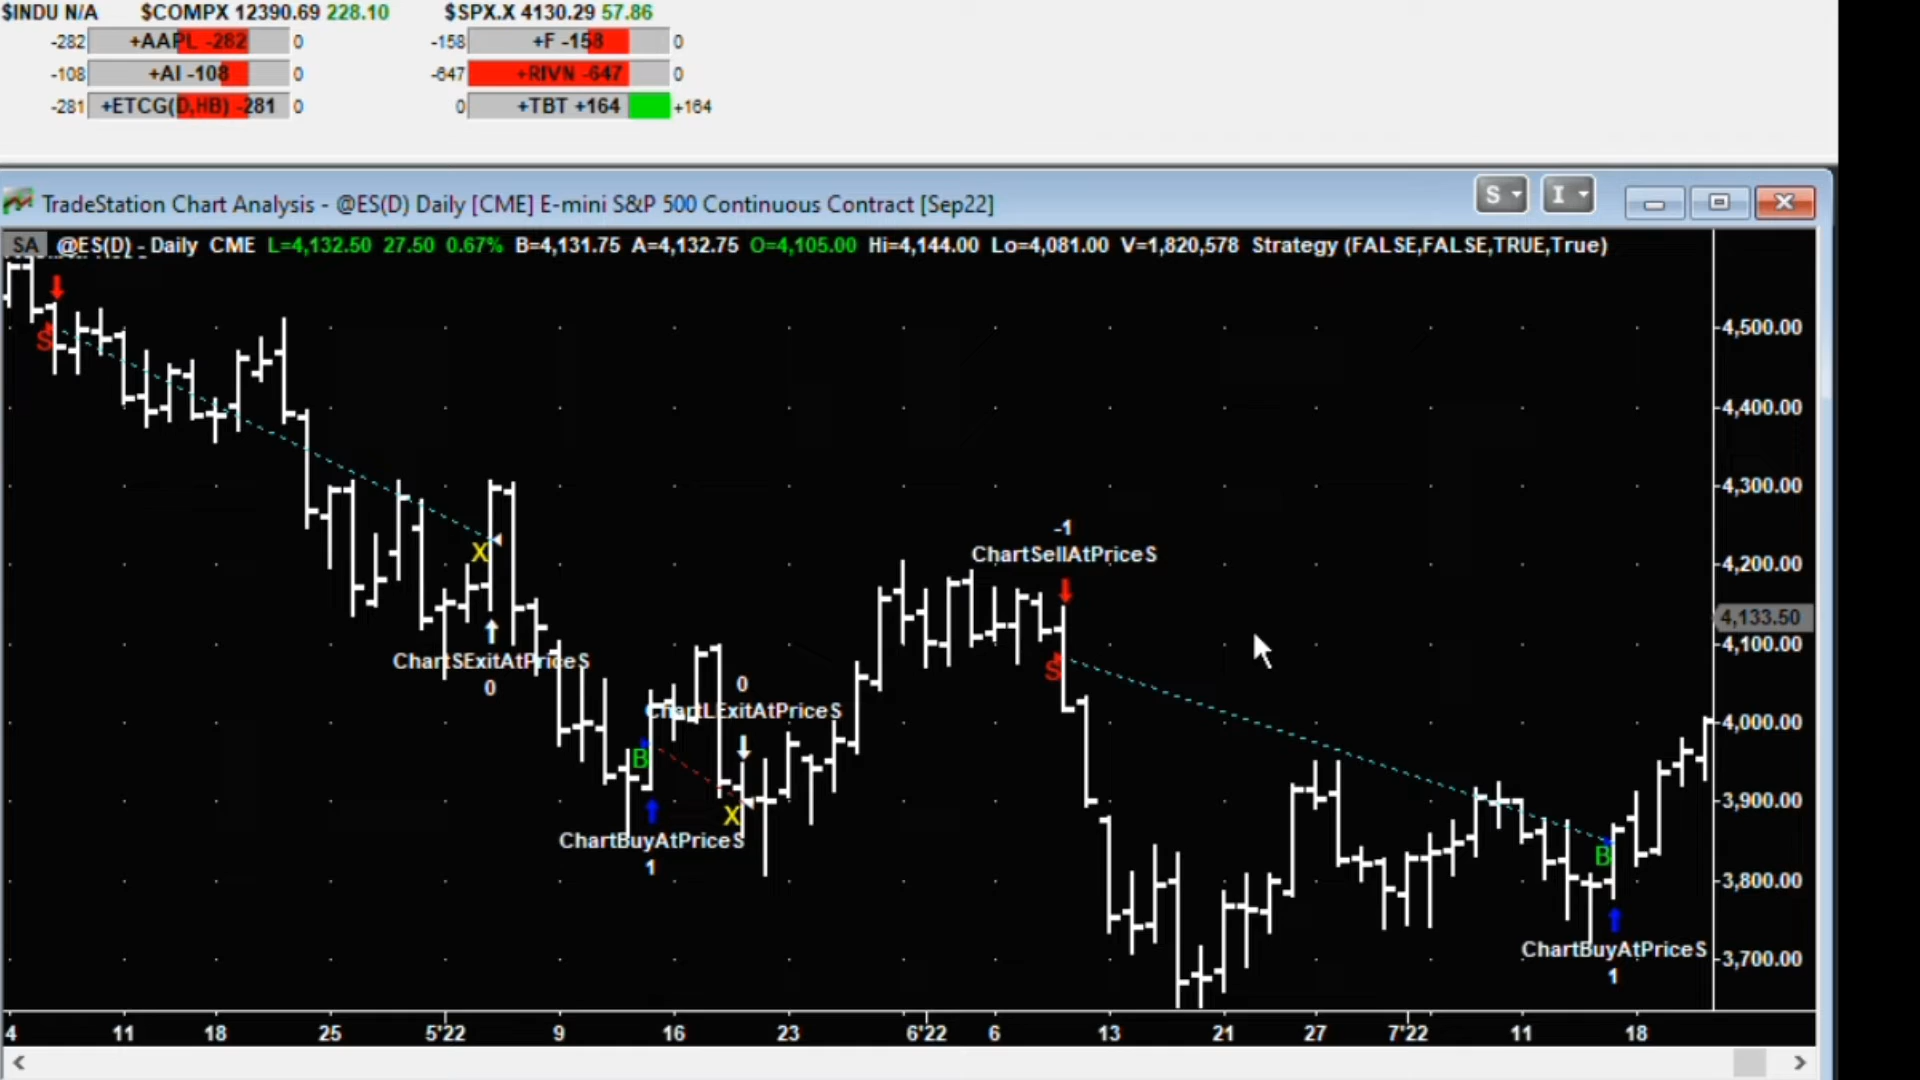 $INDU N/A $COMPX 12390.69 228.10 $SPX.X 4130.29 57.86
-282 +AAPL -282 0 -158 +F -158 0
-108 +AI -108 0 -647 +RIVN -647 0
-281 +ETCG(D,HB) -281 0 0 +TBT +164 +164
TradeStation Chart Analysis - @ES(D) Daily [CME] E-mini S&P 500 Continuous Contract [Sep22]
S I
SA @ES(D) - Daily CME L=4,132.50 27.50 0.67% B=4,131.75 A=4,132.75 O=4,105.00 Hi=4,144.00 Lo=4,081.00 V=1,820,578 Strategy (FALSE,FALSE,TRUE,True)
4,500.00
S
4,400.00
4,300.00
-1
X
ChartSellAtPriceS
4,200.00
4,133.50
4,100.00
ChartSExitAtPriceS
S
0
0
ChartLExitAtPriceS
4,000.00
B
3,900.00
X
ChartBuyAtPriceS
B
1
3,800.00
ChartBuyAtPriceS
3,700.00
1
4 11 18 25 5'22 9 16 23 6'22 6 13 21 27 7'22 11 18